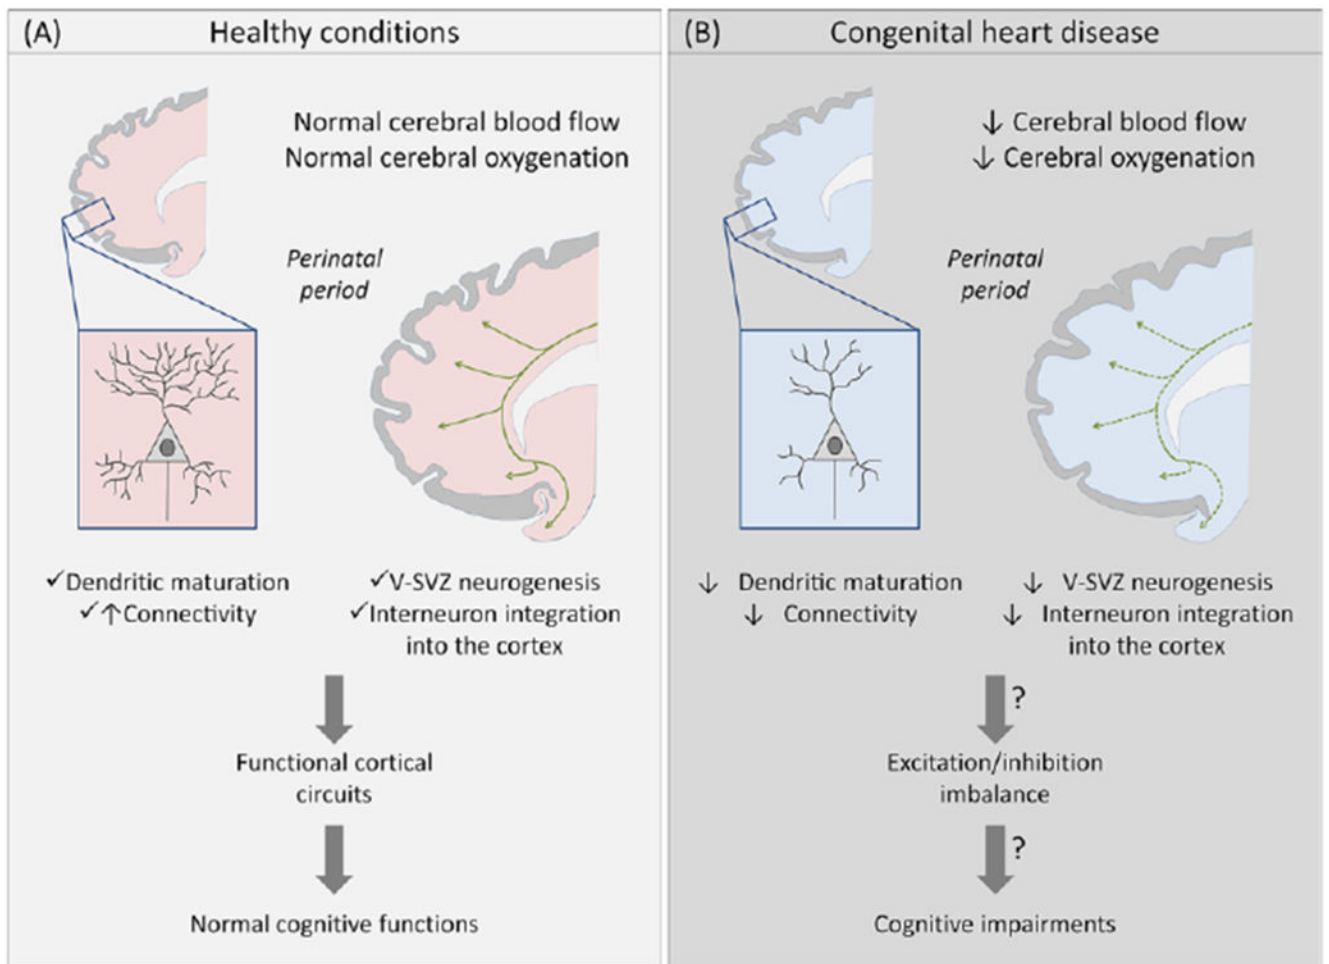 (A) Healthy conditions
Normal cerebral blood flow
Normal cerebral oxygenation
Perinatal
period
✓Dendritic maturation
✓↑Connectivity
✓V-SVZ neurogenesis
✓Interneuron integration
into the cortex
Functional cortical
circuits
Normal cognitive functions
(B) Congenital heart disease
↓ Cerebral blood flow
↓ Cerebral oxygenation
Perinatal
period
↓ Dendritic maturation
↓ Connectivity
↓ V-SVZ neurogenesis
↓ Interneuron integration
into the cortex
?
Excitation/inhibition
imbalance
?
Cognitive impairments